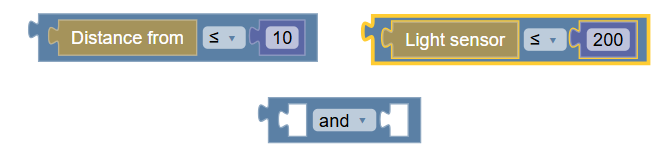 Distance from ≤ 10
Light sensor ≤ 200
and